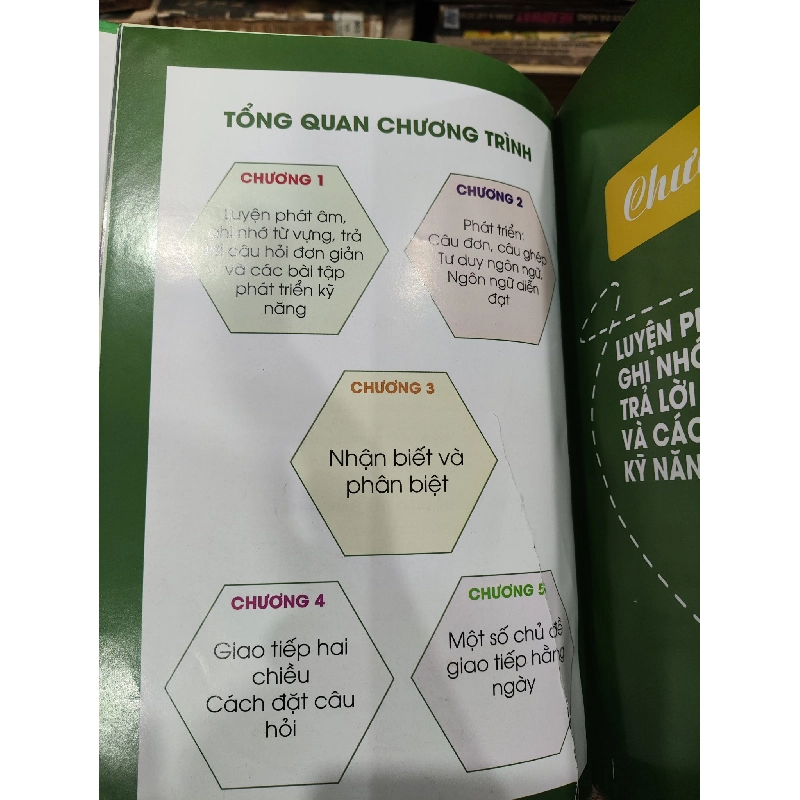 TỔNG QUAN CHƯƠNG TRÌNH
CHƯƠNG 1
Luyện phát âm,
ghi nhớ từ vựng, trả
lời câu hỏi đơn giản
và các bài tập
phát triển kỹ
năng
CHƯƠNG 2
Phát triển:
Câu đơn, câu ghép
Tư duy ngôn ngữ.
Ngôn ngữ diễn
đạt
CHƯƠNG 3
Nhận biết và
phân biệt
CHƯƠNG 4
Giao tiếp hai
chiều
Cách đặt câu
hỏi
CHƯƠNG 5
Một số chủ đề
giao tiếp hằng
ngày
Chươ
LUYỆN P
GHI NHỚ
TRẢ LỜI
VÀ CÁC
KỸ NĂN